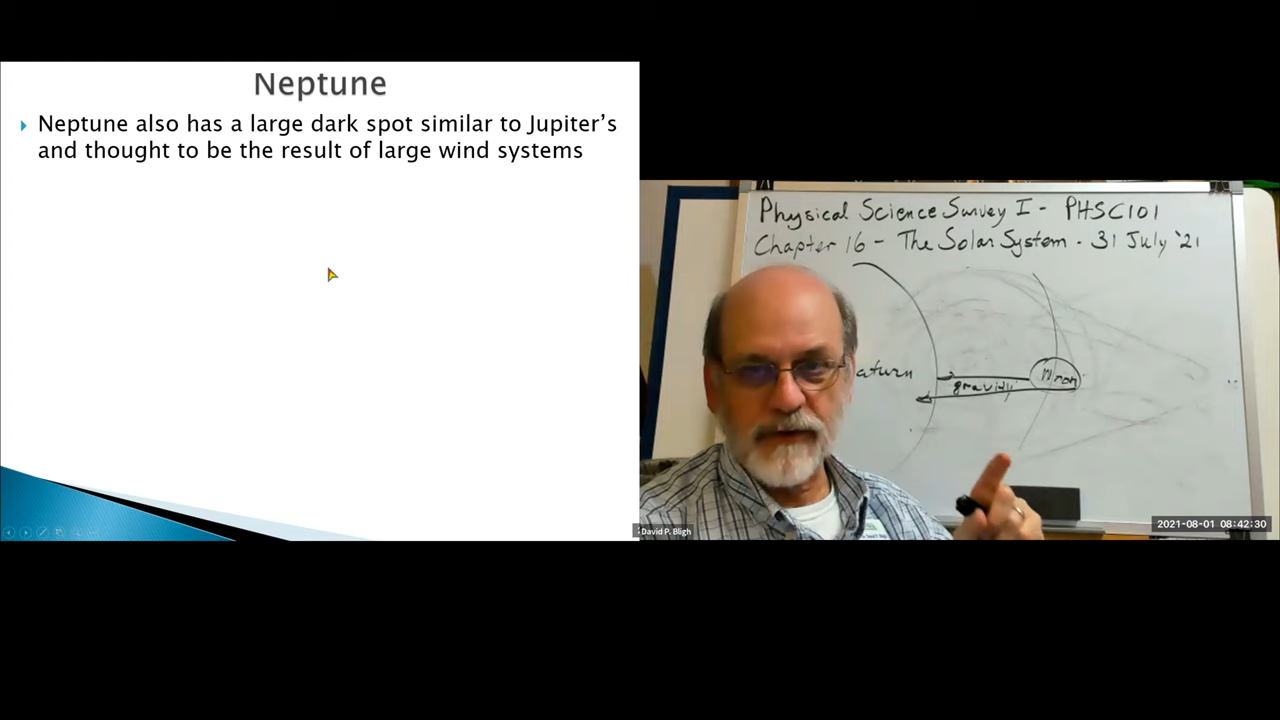 Neptune
Neptune also has a large dark spot similar to Jupiter’s
and thought to be the result of large wind systems
Physical Science Survey I - PHSC101
Chapter 16 - The Solar System - 31 July '21
aturn
gravity
David P. Bligh
2021-08-01 08:42:30